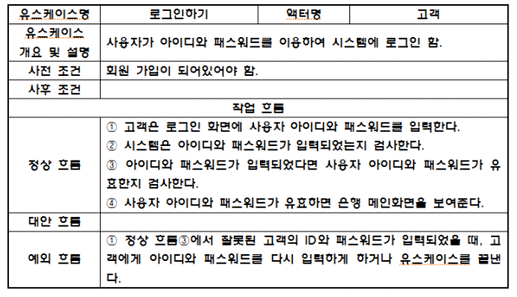 유스케이스명 로그인하기 액터명 고객
유스케이스
개요 및 설명
사용자가 아이디와 패스워드를 이용하여 시스템에 로그인 함.
사전 조건 회원 가입이 되어있어야 함.
사후 조건
작업 흐름
정상 흐름
① 고객은 로그인 화면에 사용자 아이디와 패스워드를 입력한다.
② 시스템은 아이디와 패스워드가 입력되었는지 검사한다.
③ 아이디와 패스워드가 입력되었다면 사용자 아이디와 패스워드가 유
효한지 검사한다.
④ 사용자 아이디와 패스워드가 유효하면 은행 메인화면을 보여준다.
대안 흐름
예외 흐름
① 정상 흐름③에서 잘못된 고객의 ID와 패스워드가 입력되었을 때, 고
객에게 아이디와 패스워드를 다시 입력하게 하거나 유스케이스를 끝낸
다.